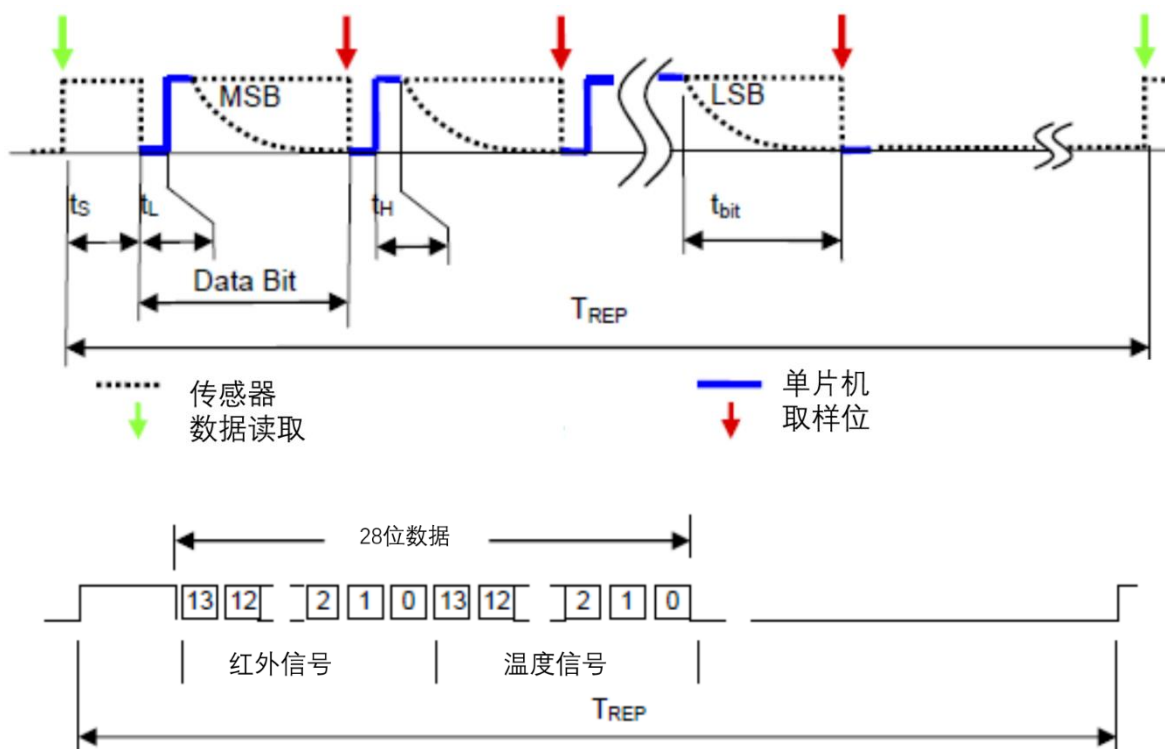 MSB LSB
tS tL tH tbit
Data Bit
TREP
传感器 单片机
数据读取 取样位
28位数据
13 12 2 1 0 13 12 2 1 0
红外信号 温度信号
TREP